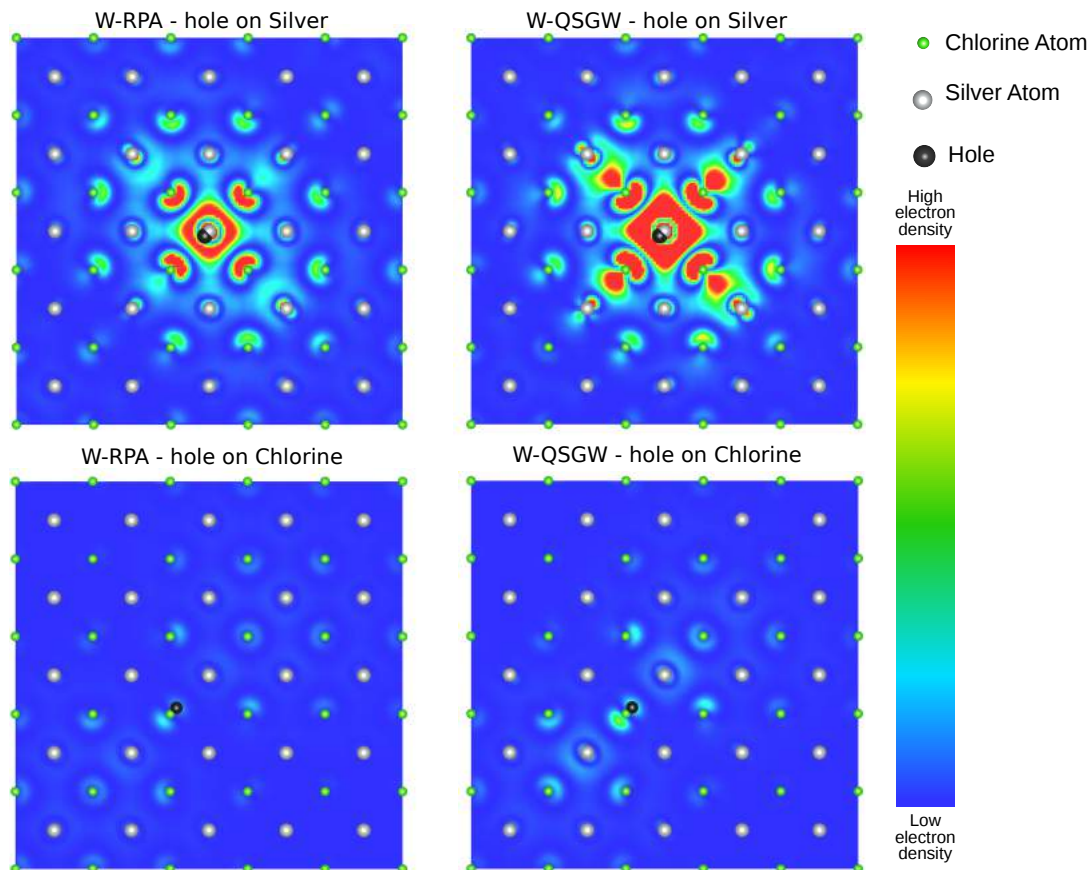 W-RPA - hole on Silver
W-QSGW - hole on Silver
Chlorine Atom
Silver Atom
Hole
High
electron
density
W-RPA - hole on Chlorine
W-QSGW - hole on Chlorine
Low
electron
density